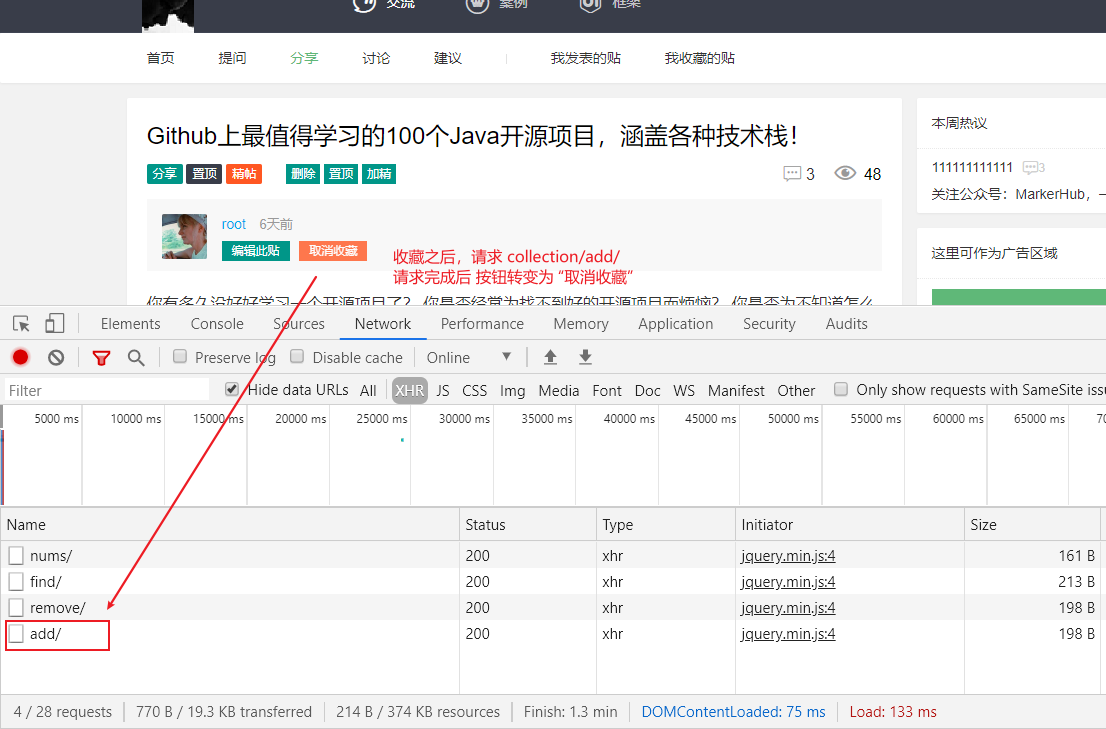 交流 案例 框架
首页 提问 分享 讨论 建议 我发表的贴 我收藏的贴
Github上最值得学习的100个Java开源项目，涵盖各种技术栈！
分享 置顶 精帖 删除 置顶 加精 3 48
root 6天前
编辑此贴 取消收藏
收藏之后，请求 collection/add/
请求完成后 按钮转变为 “取消收藏”
你有多久没好好学习一个开源项目了？你是否经常为找不到好的开源项目而烦恼？你是否为不知道怎么
本周热议
111111111111 3
关注公众号：MarkerHub，一
这里可作为广告区域
Elements Console Sources Network Performance Memory Application Security Audits
Preserve log Disable cache Online
Filter Hide data URLs All XHR JS CSS Img Media Font Doc WS Manifest Other Only show requests with SameSite issu
5000 ms 10000 ms 15000 ms 20000 ms 25000 ms 30000 ms 35000 ms 40000 ms 45000 ms 50000 ms 55000 ms 60000 ms 65000 ms 70
Name Status Type Initiator Size
nums/ 200 xhr jquery.min.js:4 161 B
find/ 200 xhr jquery.min.js:4 213 B
remove/ 200 xhr jquery.min.js:4 198 B
add/ 200 xhr jquery.min.js:4 198 B
4 / 28 requests 770 B / 19.3 KB transferred 214 B / 374 KB resources Finish: 1.3 min DOMContentLoaded: 75 ms Load: 133 ms